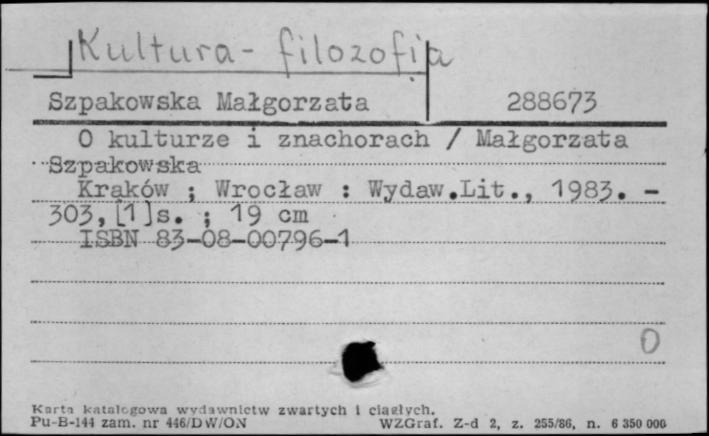 Kultura - filozofia
Szpakowska Małgorzata 288673
O kulturze i znachorach / Małgorzata
Szpakowska
Kraków ; Wrocław : Wydaw.Lit., 1983. -
303,[1]s. ; 19 cm
ISBN 83-08-00796-1
O
Karta katalogowa wydawnictw zwartych i ciągłych.
Pu-B-144 zam. nr 446/DW/ON WZGraf. Z-d 2, z. 255/86, n. 6 350 000